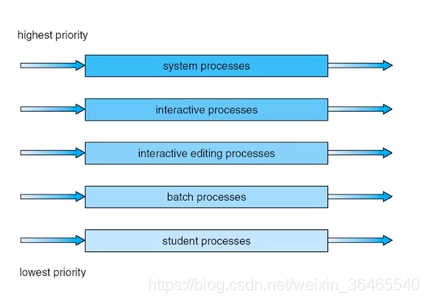 highest priority
system processes
interactive processes
interactive editing processes
batch processes
student processes
lowest priority
https://blog.csdn.net/weixin_36465540